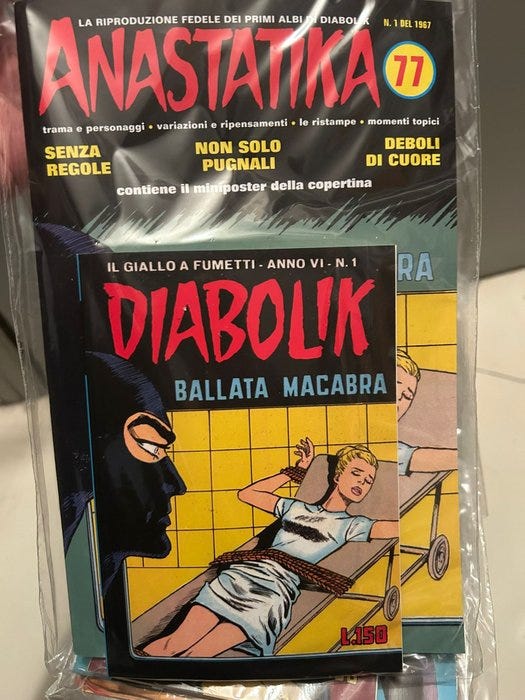 LA RIPRODUZIONE FEDELE DEI PRIMI ALBI DI DIABOLIK
N. 1 DEL 1967
ANASTATIKA
77
trama e personaggi • variazioni e ripensamenti • le ristampe • momenti topici
SENZA REGOLE
NON SOLO PUGNALI
DEBOLI DI CUORE
contiene il miniposter della copertina
RA
IL GIALLO A FUMETTI - ANNO VI - N. 1
DIABOLIK
BALLATA MACABRA
L.150